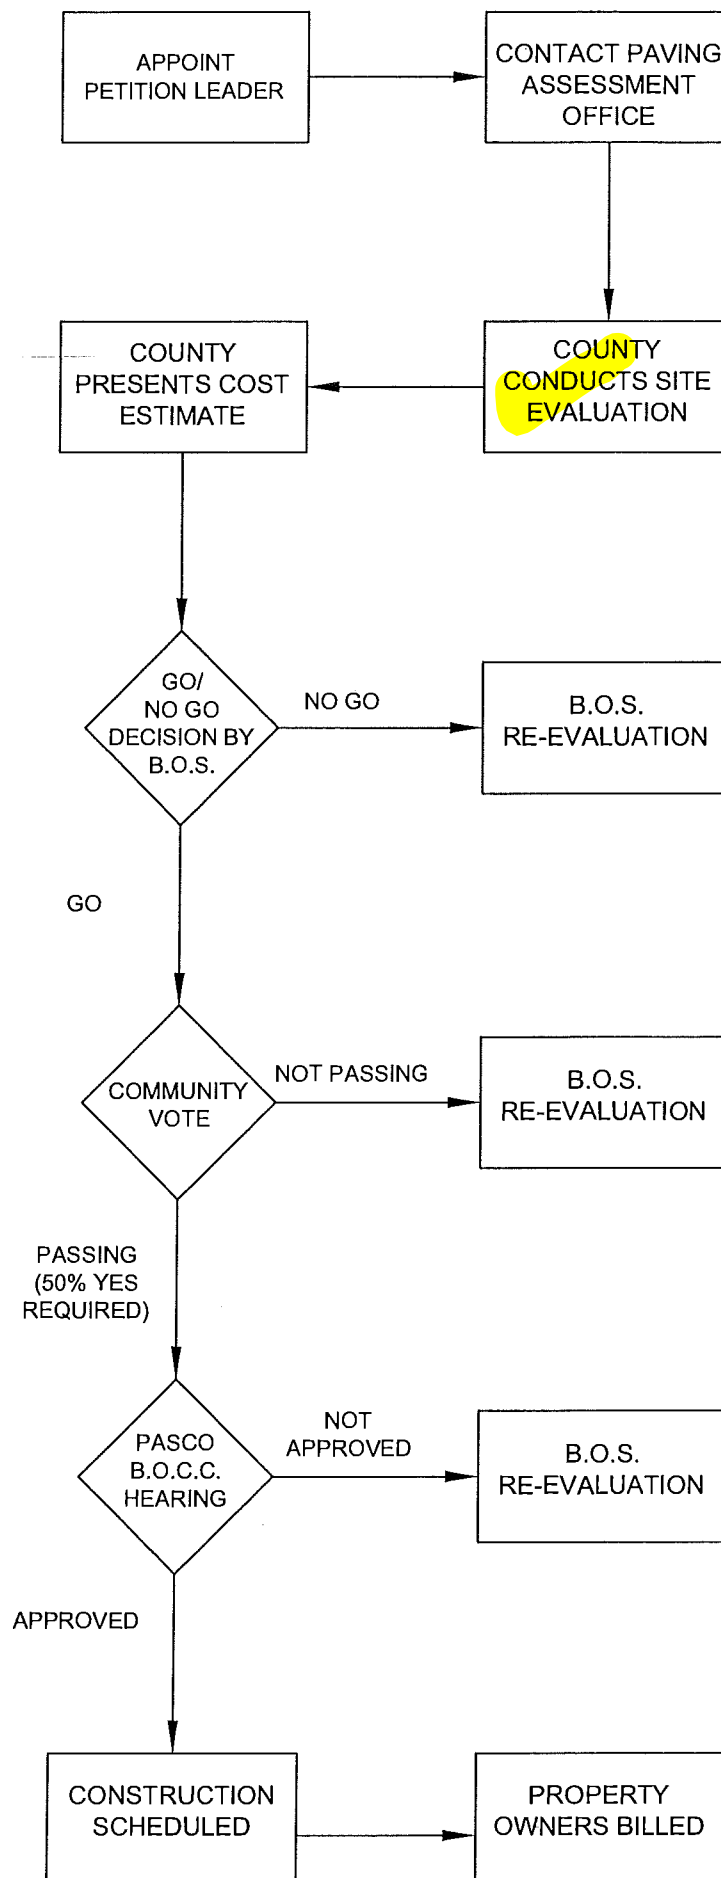 APPOINT
PETITION LEADER
CONTACT PAVING
ASSESSMENT
OFFICE
COUNTY
PRESENTS COST
ESTIMATE
COUNTY
CONDUCTS SITE
EVALUATION
GO/
NO GO
DECISION BY
B.O.S.
NO GO
B.O.S.
RE-EVALUATION
GO
COMMUNITY
VOTE
NOT PASSING
B.O.S.
RE-EVALUATION
PASSING
(50% YES
REQUIRED)
PASCO
B.O.C.C.
HEARING
NOT
APPROVED
B.O.S.
RE-EVALUATION
APPROVED
CONSTRUCTION
SCHEDULED
PROPERTY
OWNERS BILLED